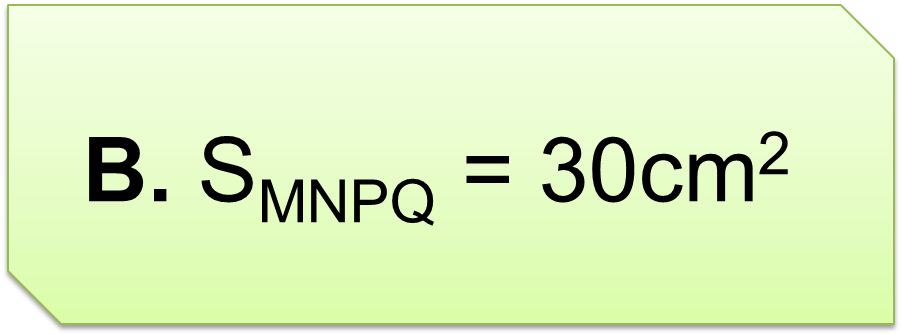 B. SMNPQ = 30cm²